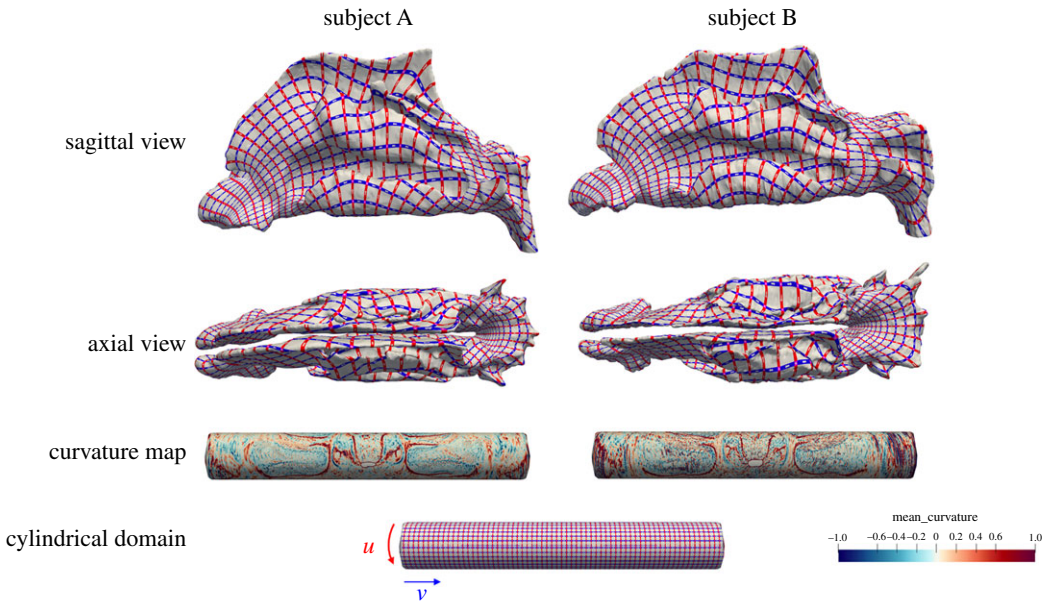 subject A
subject B
sagittal view
axial view
curvature map
cylindrical domain
u
v
mean_curvature
−1.0 −0.6 −0.4 −0.2 0 0.2 0.4 0.6 1.0